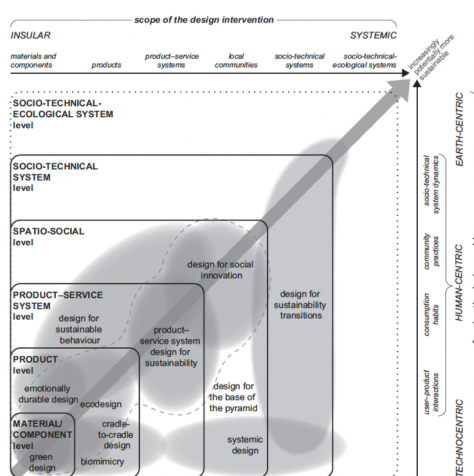 scope of the design intervention
INSULAR
SYSTEMIC
materials and
components
products
product–service
systems
local
communities
socio-technical
systems
socio-technical-
ecological systems
increasingly
potentially more
sustainable
SOCIO-TECHNICAL-
ECOLOGICAL SYSTEM
level
SOCIO-TECHNICAL
SYSTEM
level
SPATIO-SOCIAL
level
design for social
innovation
PRODUCT–SERVICE
SYSTEM
level
design for
sustainability
transitions
design for
sustainable
behaviour
product–
service system
design for
sustainability
PRODUCT
level
emotionally
durable design
ecodesign
design for
the base of
the pyramid
MATERIAL/
COMPONENT
level
cradle-
to-cradle
design
systemic
design
green
design
biomimicry
EARTH-CENTRIC
HUMAN-CENTRIC
TECHNOCENTRIC
socio-technical
system dynamics
community
practices
consumption
habits
user–product
interactions